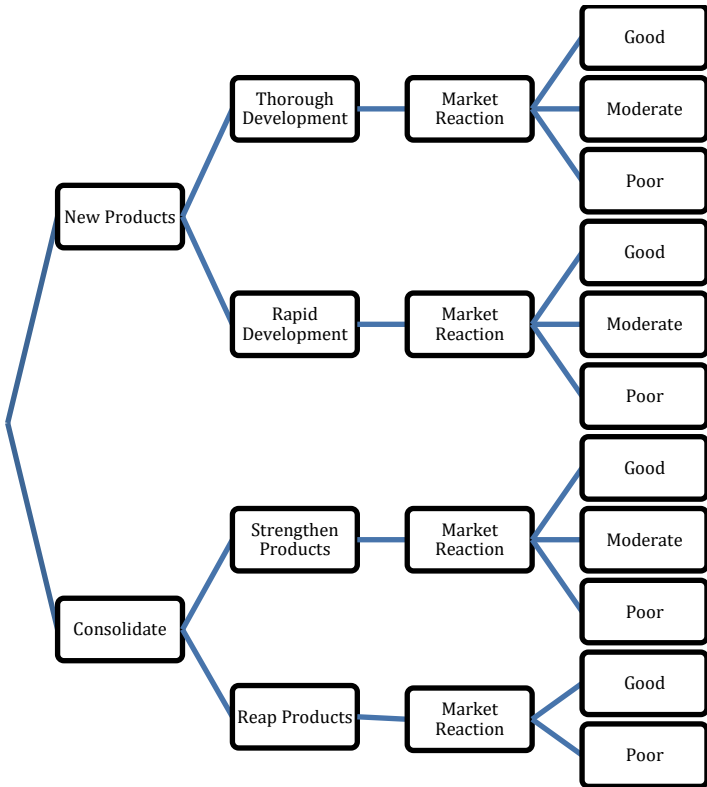 Good
Thorough
Development
Market
Reaction
Moderate
Poor
New Products
Good
Rapid
Development
Market
Reaction
Moderate
Poor
Good
Strengthen
Products
Market
Reaction
Moderate
Poor
Consolidate
Good
Reap Products
Market
Reaction
Poor